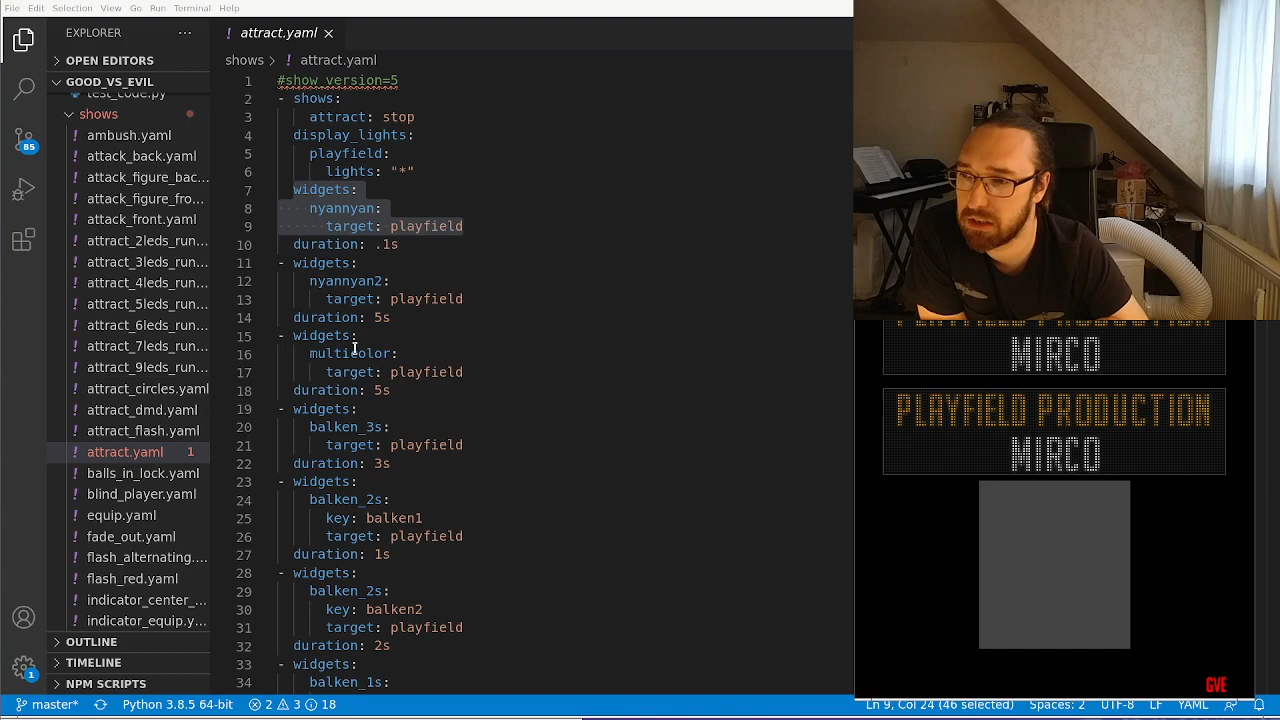 File Edit Selection View Go Run Terminal Help
EXPLORER
attract.yaml
OPEN EDITORS
shows > attract.yaml
GOOD_VS_EVIL
test_code.py
shows
ambush.yaml
attack_back.yaml
attack_figure_bac...
attack_figure_fro...
attack_front.yaml
attract_2leds_run...
attract_3leds_run...
attract_4leds_run...
attract_5leds_run...
attract_6leds_run...
attract_7leds_run...
attract_9leds_run...
attract_circles.yaml
attract_dmd.yaml
attract_flash.yaml
attract.yaml 1
balls_in_lock.yaml
blind_player.yaml
equip.yaml
fade_out.yaml
flash_alternating....
flash_red.yaml
indicator_center_...
indicator_equip.y...
OUTLINE
TIMELINE
NPM SCRIPTS
85
1
1 #show_version=5
2 - shows:
3 attract: stop
4 display_lights:
5 playfield:
6 lights: "*"
7 widgets:
8 nyannyan:
9 target: playfield
10 duration: .1s
11 - widgets:
12 nyannyan2:
13 target: playfield
14 duration: 5s
15 - widgets:
16 multicolor:
17 target: playfield
18 duration: 5s
19 - widgets:
20 balken_3s:
21 target: playfield
22 duration: 3s
23 - widgets:
24 balken_2s:
25 key: balken1
26 target: playfield
27 duration: 1s
28 - widgets:
29 balken_2s:
30 key: balken2
31 target: playfield
32 duration: 2s
33 - widgets:
34 balken_1s:
PLAYFIELD PRODUCTION
MIRCO
PLAYFIELD PRODUCTION
MIRCO
GVE
master* Python 3.8.5 64-bit 2 3 18 Ln 9, Col 24 (46 selected) Spaces: 2 UTF-8 LF YAML